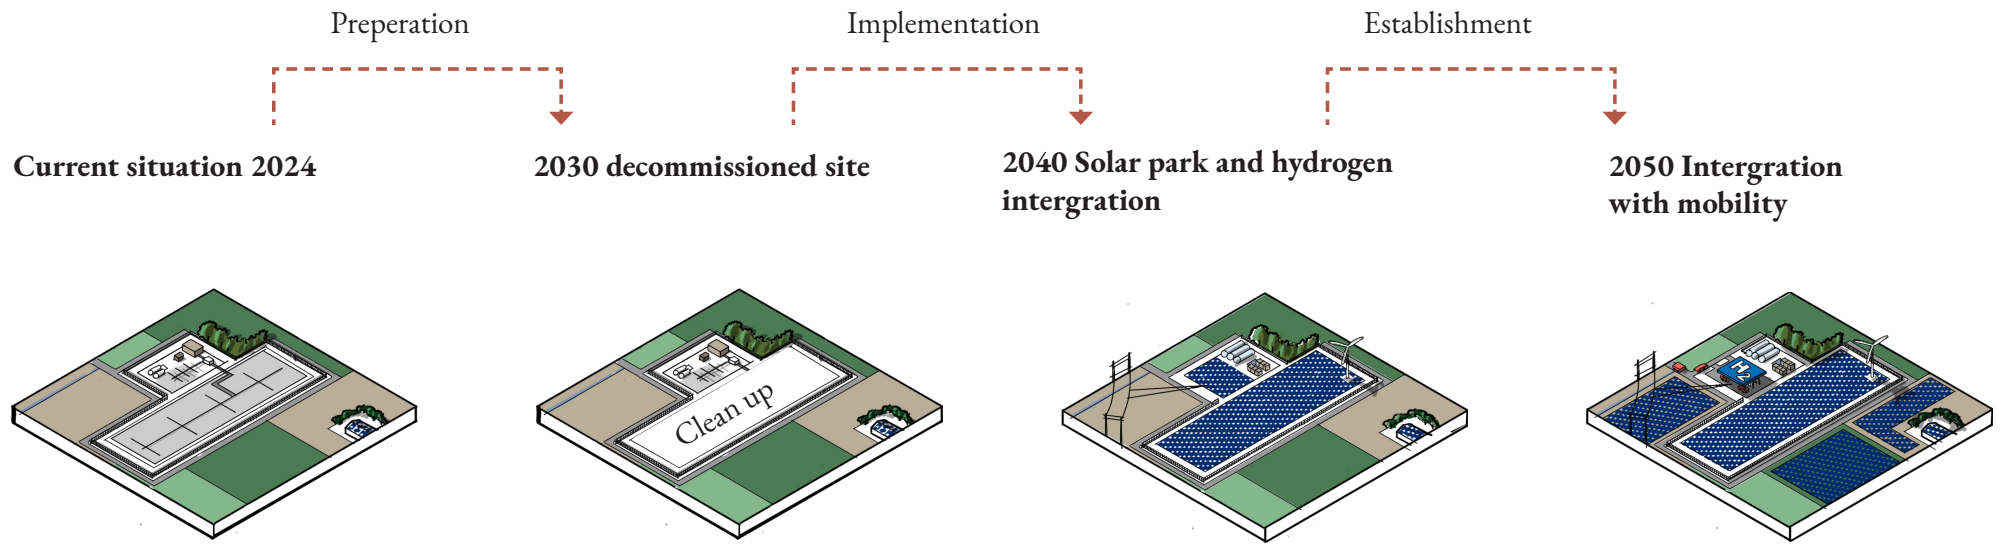 Preperation
Implementation
Establishment
Current situation 2024
2030 decommissioned site
2040 Solar park and hydrogen
intergration
2050 Intergration
with mobility
Clean up
H2